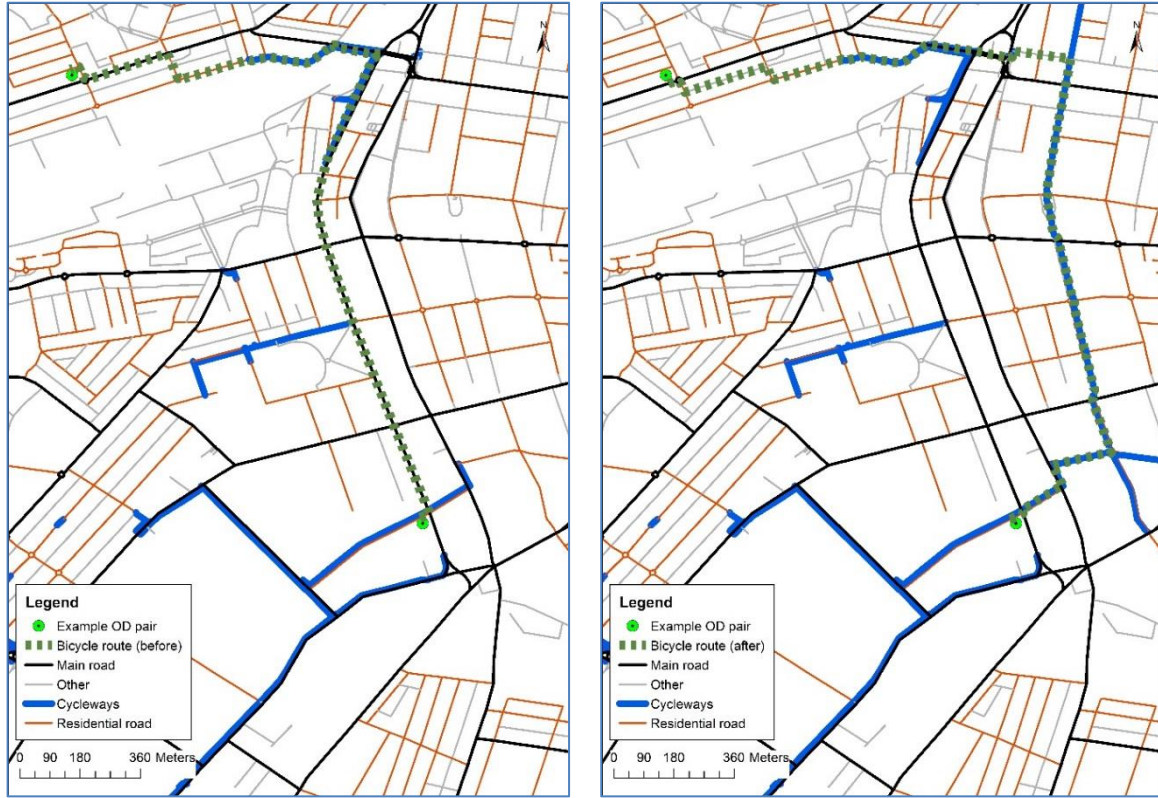 N
Legend
Example OD pair
Bicycle route (before)
Main road
Other
Cycleways
Residential road
0 90 180 360 Meters
N
Legend
Example OD pair
Bicycle route (after)
Main road
Other
Cycleways
Residential road
0 90 180 360 Meters